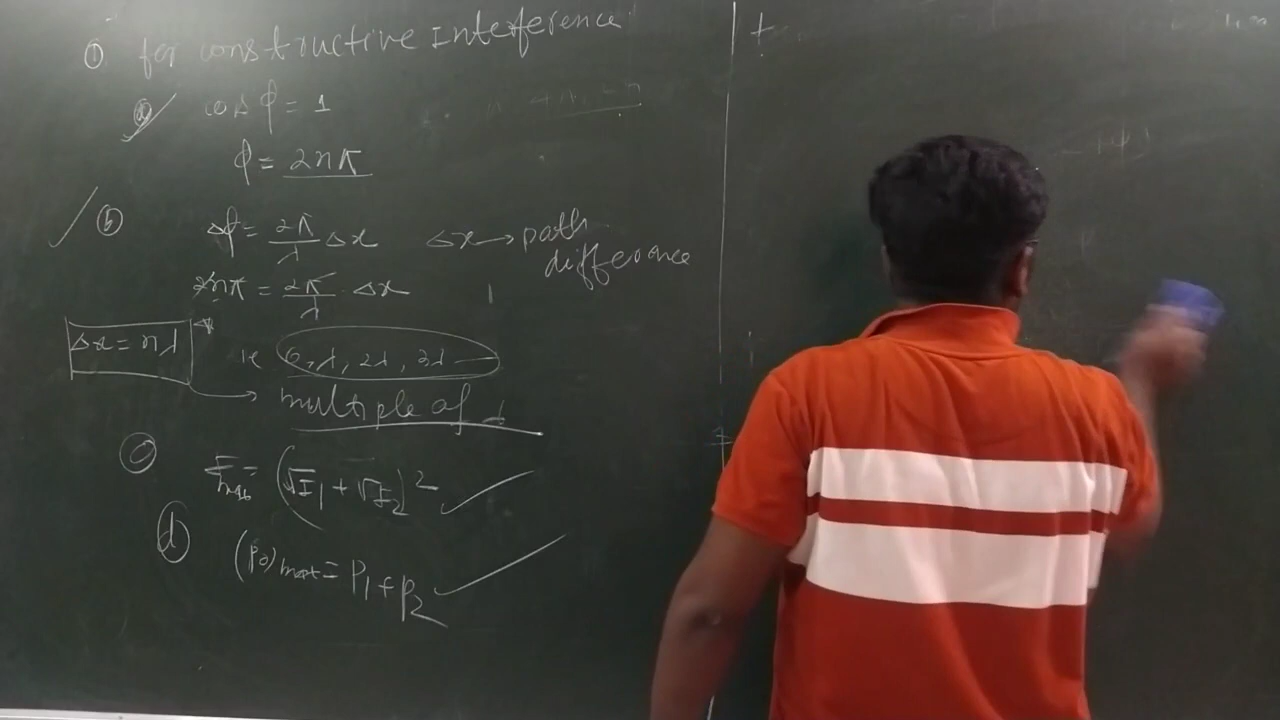 ① for constructive Interference
ⓐ cos ϕ = 1
ϕ = 2nπ
ⓑ Δϕ = 2π/λ Δx Δx → path difference
2nπ = 2π/λ · Δx
Δx = nλ ie 0, λ, 2λ, 3λ —
multiple of λ
ⓒ Imax = (√I1 + √I2)²
ⓓ (P0)max = P1 + P2